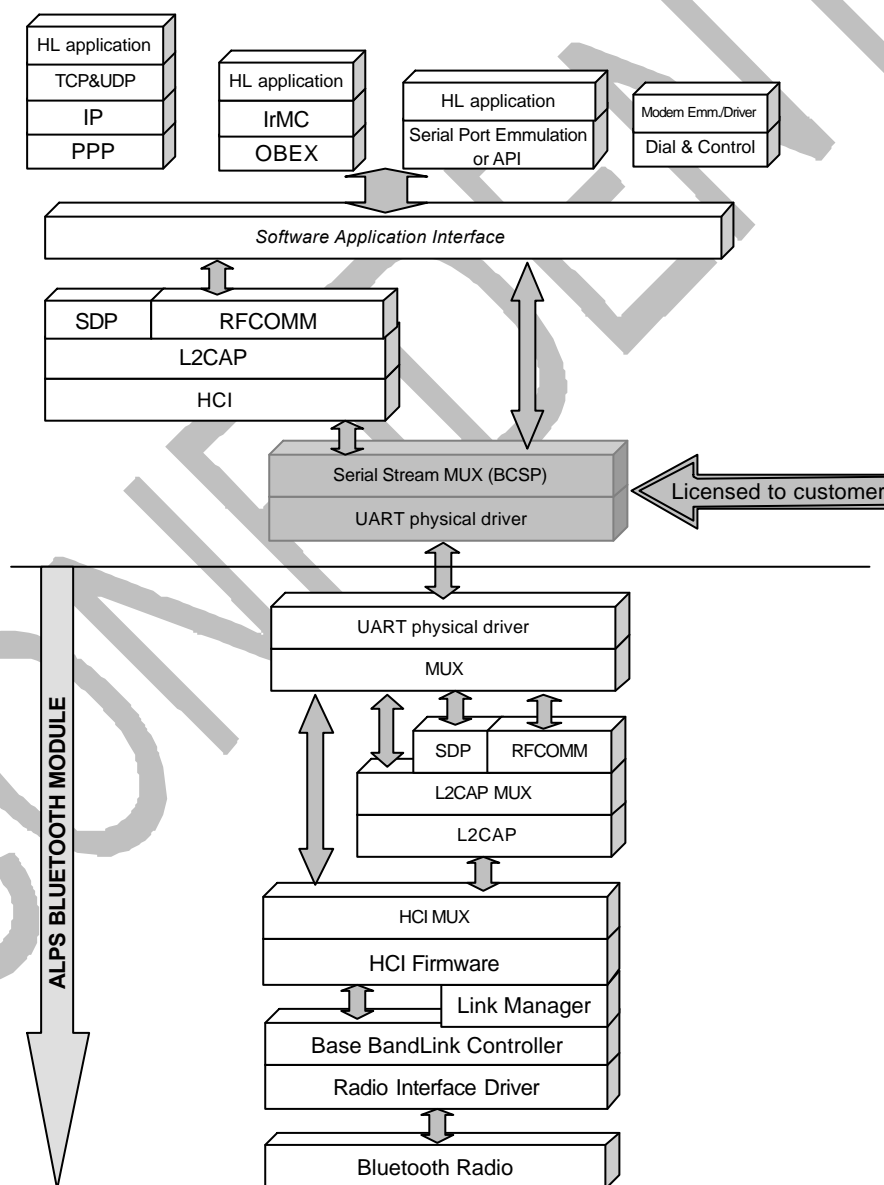 HL application
TCP&UDP
IP
PPP
HL application
IrMC
OBEX
HL application
Serial Port Emmulation
or API
Modem Emm./Driver
Dial & Control
Software Application Interface
SDP
RFCOMM
L2CAP
HCI
Serial Stream MUX (BCSP)
UART physical driver
Licensed to customer
UART physical driver
MUX
SDP
RFCOMM
L2CAP MUX
L2CAP
HCI MUX
HCI Firmware
Link Manager
Base BandLink Controller
Radio Interface Driver
Bluetooth Radio
ALPS BLUETOOTH MODULE